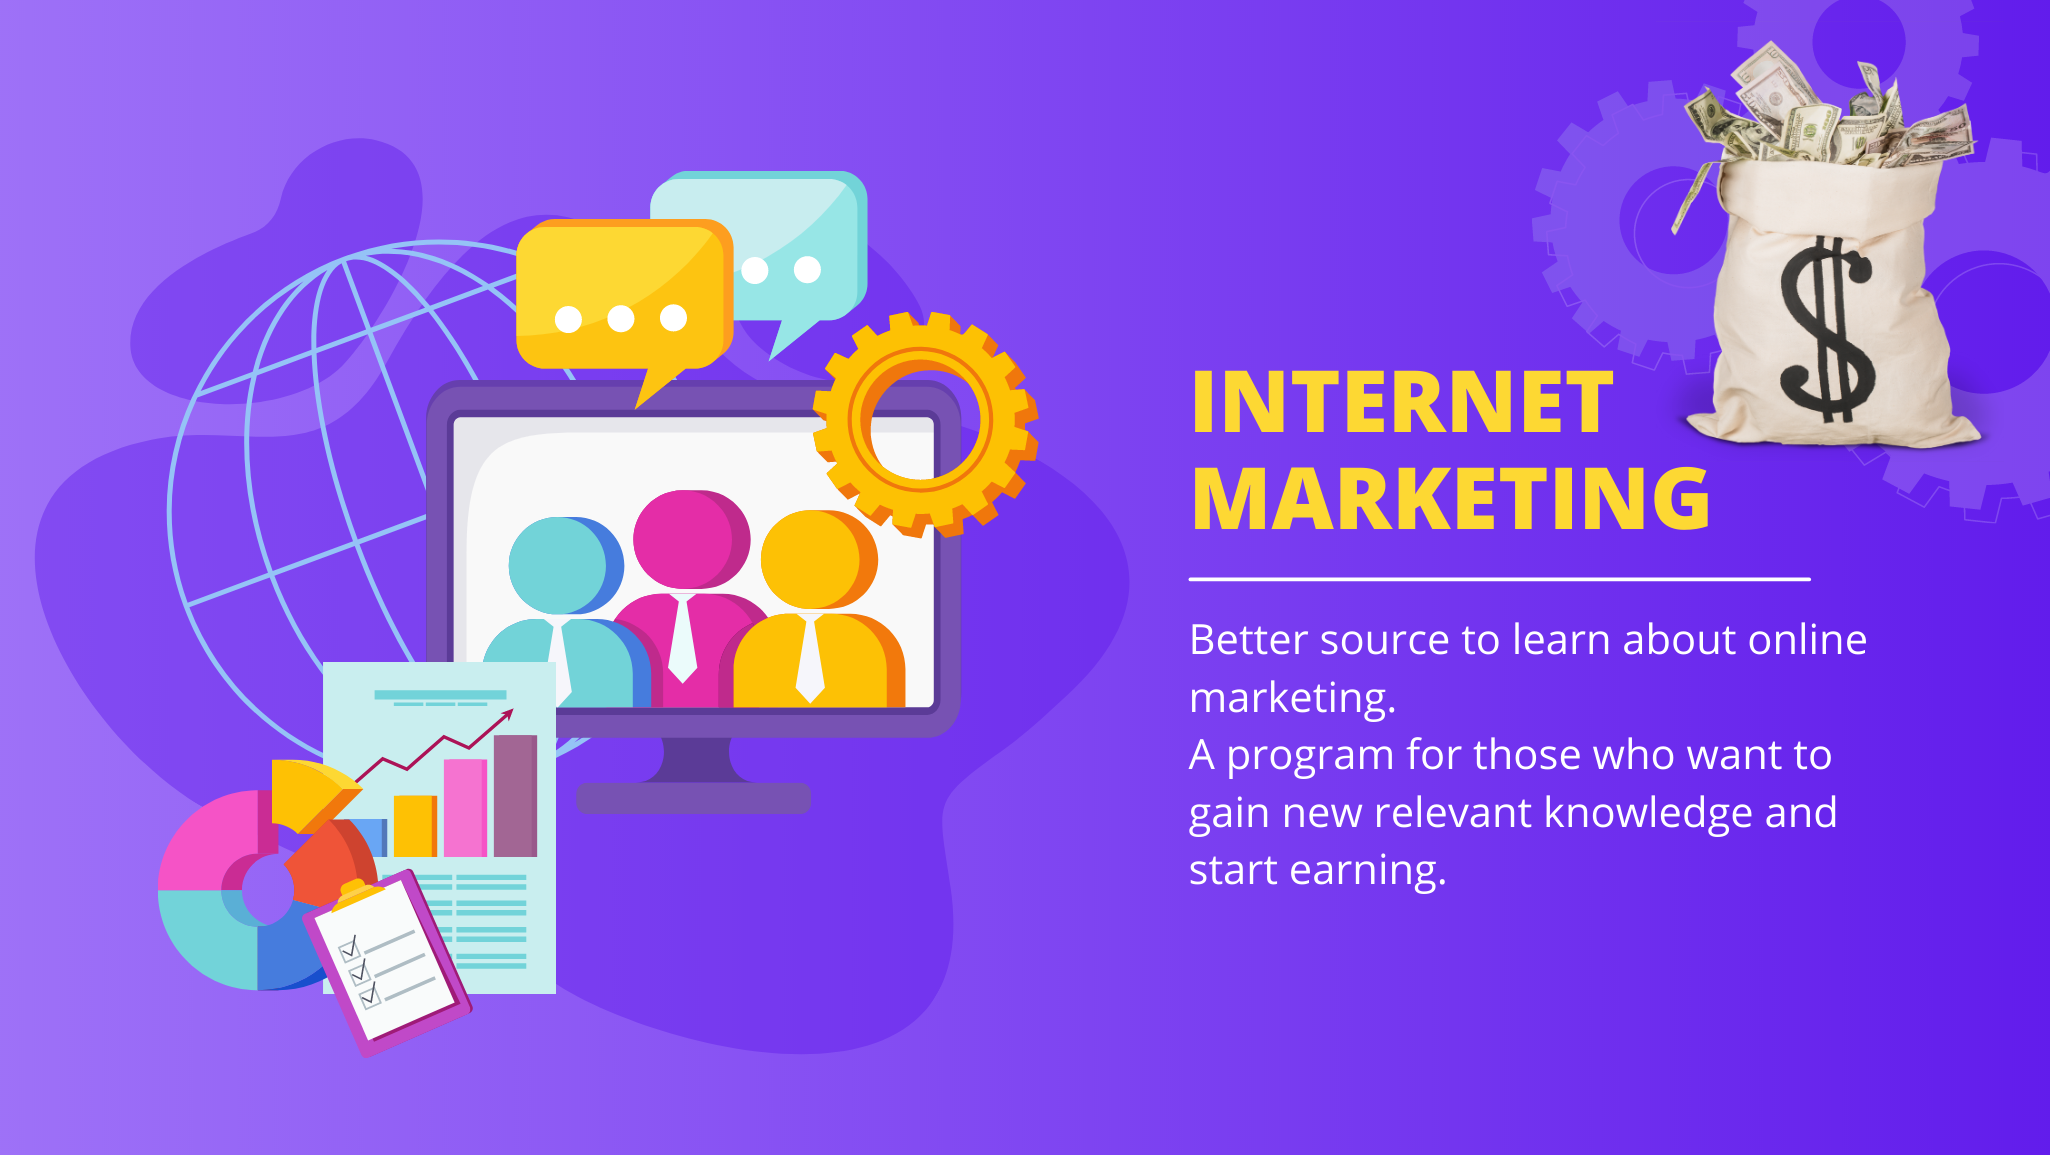 INTERNET
MARKETING
Better source to learn about online
marketing.
A program for those who want to
gain new relevant knowledge and
start earning.
$